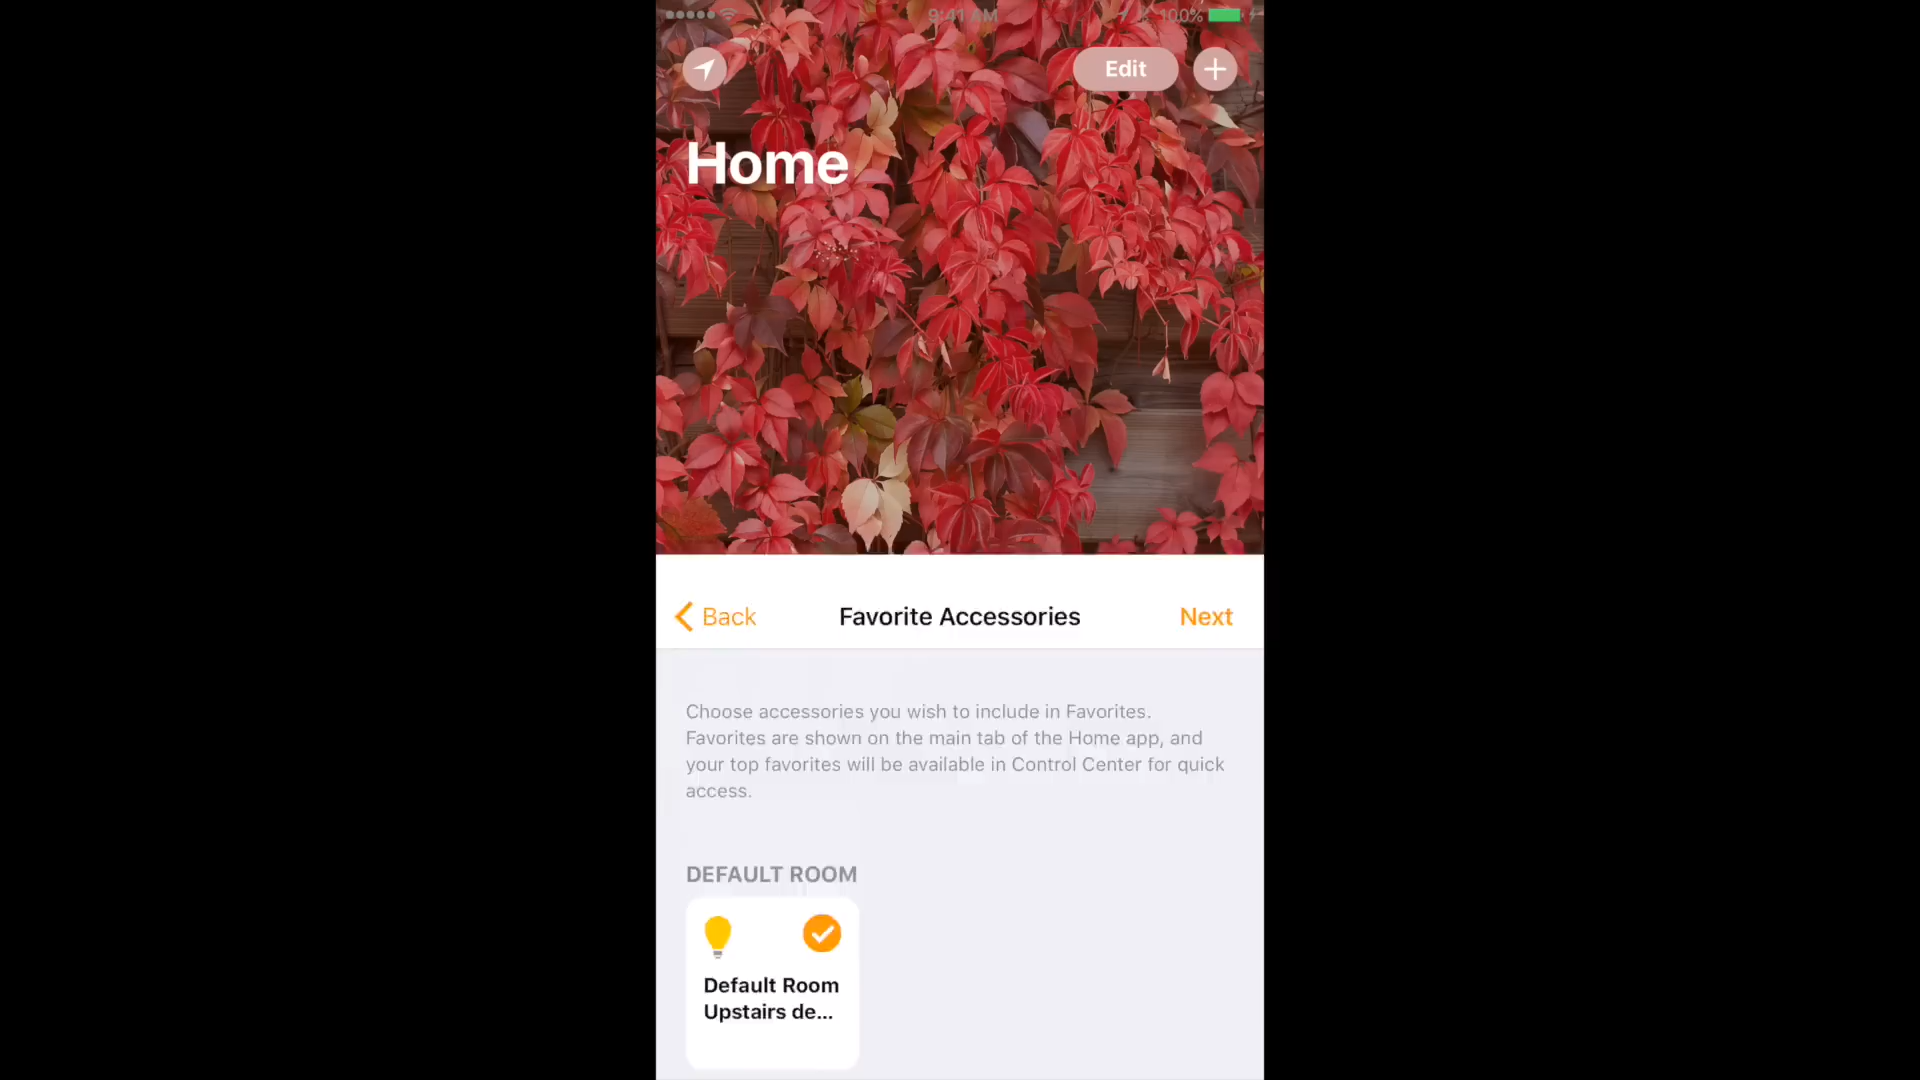 9:41 AM
100%
Edit
Home
Back
Favorite Accessories
Next
Choose accessories you wish to include in Favorites.
Favorites are shown on the main tab of the Home app, and
your top favorites will be available in Control Center for quick
access.
DEFAULT ROOM
Default Room
Upstairs de...